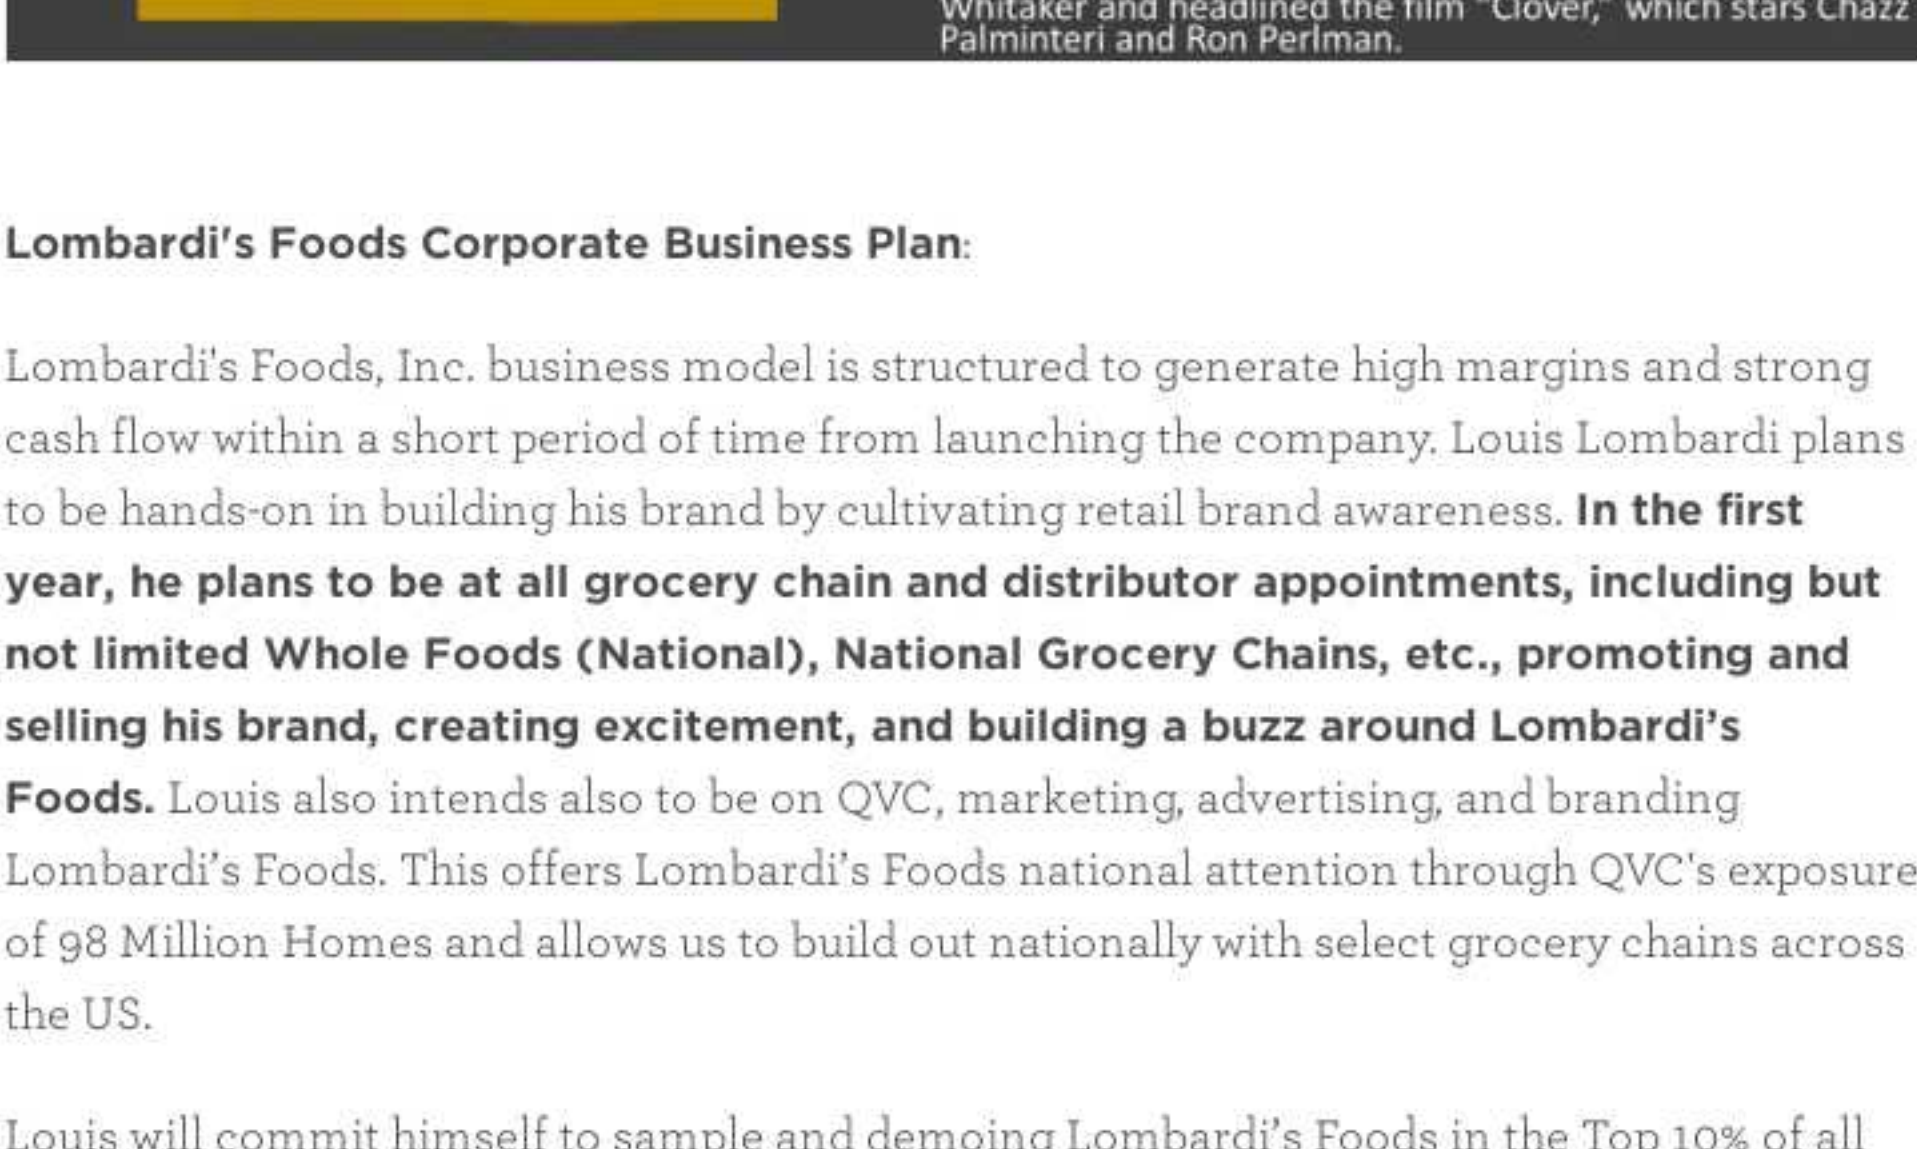 Whitaker and headlined the film "Clover," which stars Chazz
Palminteri and Ron Perlman.
Lombardi's Foods Corporate Business Plan:
Lombardi's Foods, Inc. business model is structured to generate high margins and strong
cash flow within a short period of time from launching the company. Louis Lombardi plans
to be hands-on in building his brand by cultivating retail brand awareness. In the first
year, he plans to be at all grocery chain and distributor appointments, including but
not limited Whole Foods (National), National Grocery Chains, etc., promoting and
selling his brand, creating excitement, and building a buzz around Lombardi’s
Foods. Louis also intends also to be on QVC, marketing, advertising, and branding
Lombardi’s Foods. This offers Lombardi’s Foods national attention through QVC's exposure
of 98 Million Homes and allows us to build out nationally with select grocery chains across
the US.
Louis will commit himself to sample and demoing Lombardi’s Foods in the Top 10% of all